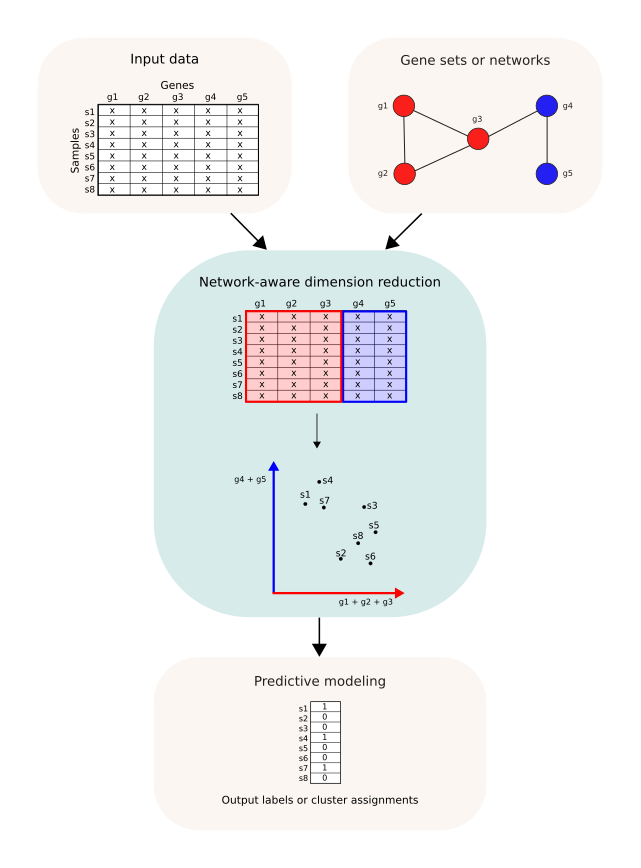 Input data
Genes
g1 g2 g3 g4 g5
Samples
s1 x x x x x
s2 x x x x x
s3 x x x x x
s4 x x x x x
s5 x x x x x
s6 x x x x x
s7 x x x x x
s8 x x x x x
Gene sets or networks
g1
g2
g3
g4
g5
Network-aware dimension reduction
g1 g2 g3 g4 g5
s1 x x x x x
s2 x x x x x
s3 x x x x x
s4 x x x x x
s5 x x x x x
s6 x x x x x
s7 x x x x x
s8 x x x x x
g4 + g5
s4
s1
s7
s3
s5
s8
s2
s6
g1 + g2 + g3
Predictive modeling
s1 1
s2 0
s3 0
s4 1
s5 0
s6 0
s7 1
s8 0
Output labels or cluster assignments